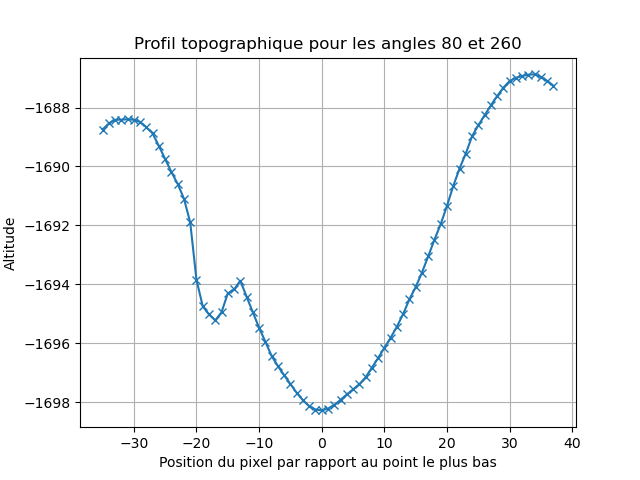 Profil topographique pour les angles 80 et 260
Altitude
−1688
−1690
−1692
−1694
−1696
−1698
−30 −20 −10 0 10 20 30 40
Position du pixel par rapport au point le plus bas